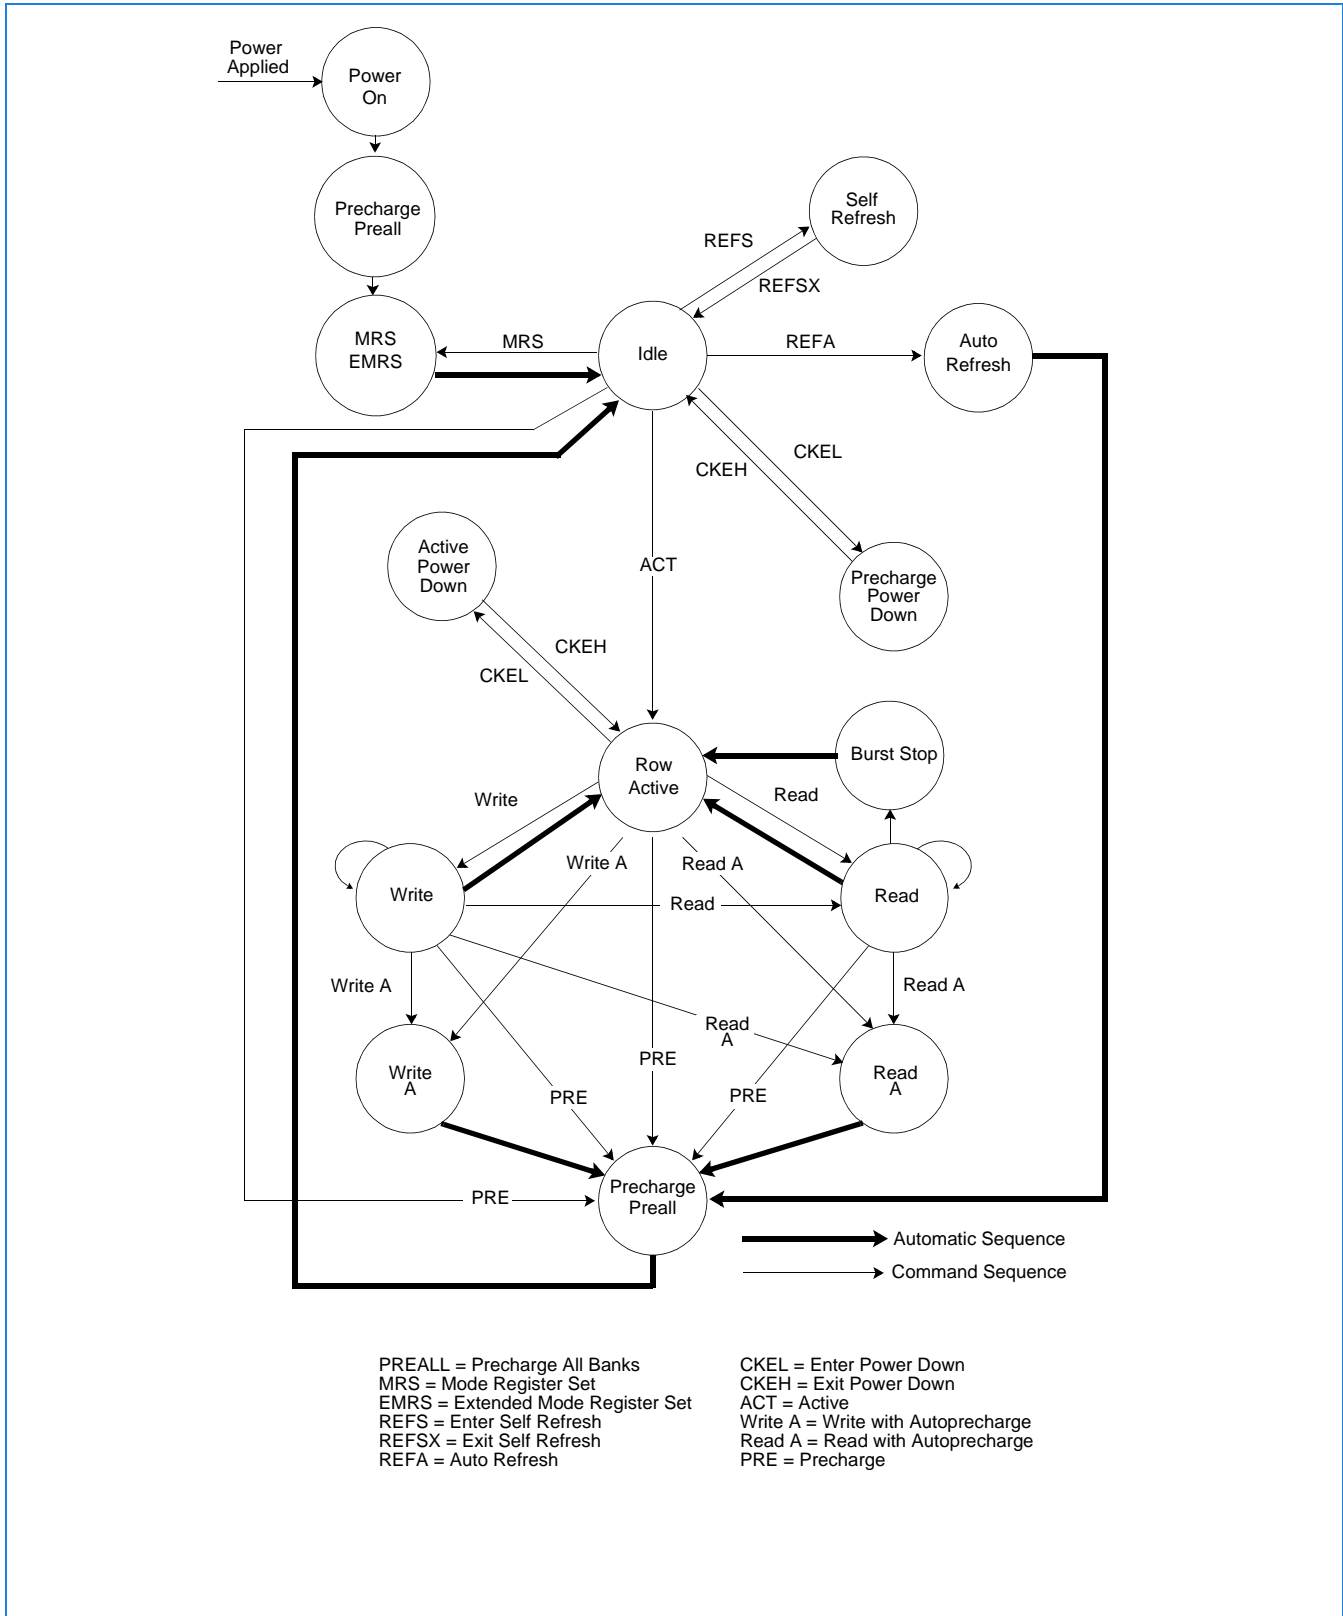 Power
Applied
Power
On
Precharge
Preall
Self
Refresh
REFS
REFSX
MRS
EMRS
MRS
Idle
REFA
Auto
Refresh
CKEL
CKEH
Active
Power
Down
ACT
Precharge
Power
Down
CKEH
CKEL
Row
Active
Burst Stop
Write
Read
Write A
Read A
Write
Read
Read
Write A
Read A
Read
A
Write
A
PRE
Read
A
PRE
PRE
Precharge
Preall
PRE
Automatic Sequence
Command Sequence
PREALL = Precharge All Banks
MRS = Mode Register Set
EMRS = Extended Mode Register Set
REFS = Enter Self Refresh
REFSX = Exit Self Refresh
REFA = Auto Refresh
CKEL = Enter Power Down
CKEH = Exit Power Down
ACT = Active
Write A = Write with Autoprecharge
Read A = Read with Autoprecharge
PRE = Precharge